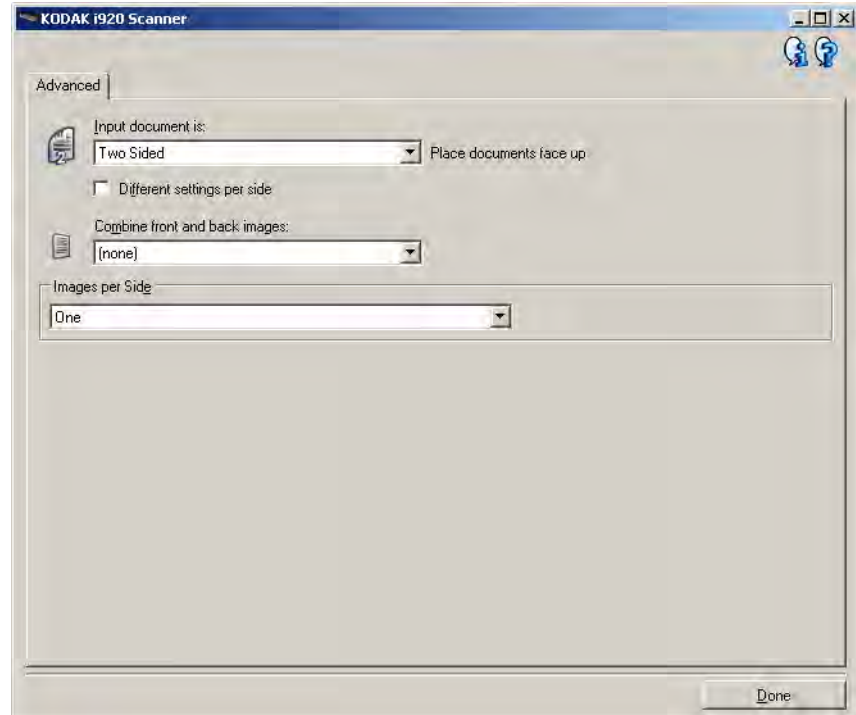 KODAK i920 Scanner
Advanced
Input document is:
Two Sided
Place documents face up
Different settings per side
Combine front and back images:
(none)
Images per Side
One
Done